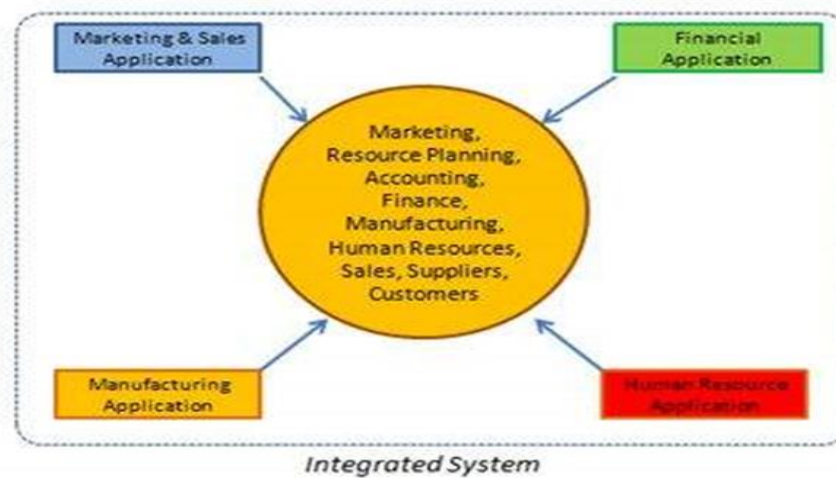 Marketing & Sales
Application
Financial
Application
Marketing,
Resource Planning,
Accounting,
Finance,
Manufacturing,
Human Resources,
Sales, Suppliers,
Customers
Manufacturing
Application
Human Resource
Application
Integrated System